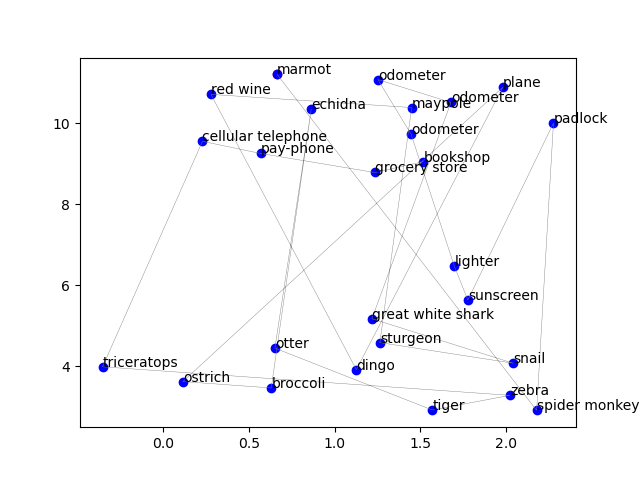 marmot
odometer
plane
red wine
echidna
maypole
odometer
padlock
cellular telephone
odometer
pay-phone
bookshop
grocery store
lighter
sunscreen
great white shark
sturgeon
otter
snail
triceratops
dingo
ostrich
broccoli
zebra
tiger
spider monkey
10
8
6
4
0.0 0.5 1.0 1.5 2.0